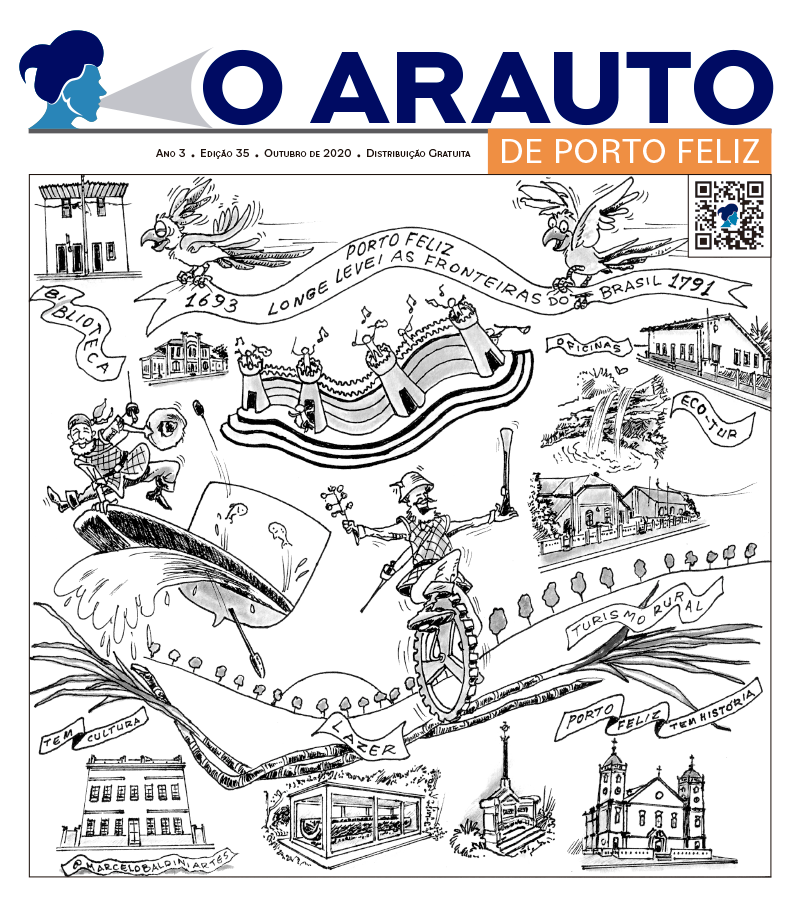 O ARAUTO
DE PORTO FELIZ
Ano 3 . Edição 35 . Outubro de 2020 . Distribuição Gratuita
PORTO FELIZ
1693 LONGE LEVEI AS FRONTEIRAS DO BRASIL 1791
BIBLIOTECA
OFICINAS
ECO-TUR
TURISMO RURAL
TEM CULTURA
LAZER
PORTO FELIZ TEM HISTÓRIA
@MARCELOBALDINIARTES